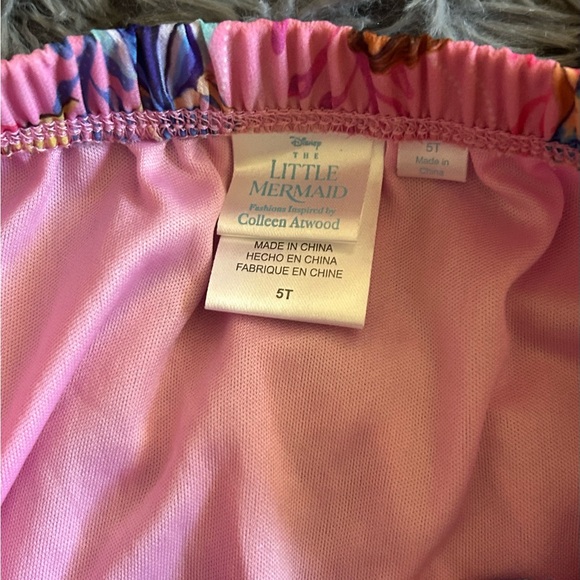 Disney
THE
LITTLE
MERMAID
Fashions Inspired by
Colleen Atwood
MADE IN CHINA
HECHO EN CHINA
FABRIQUE EN CHINE
5T
5T
Made in
China